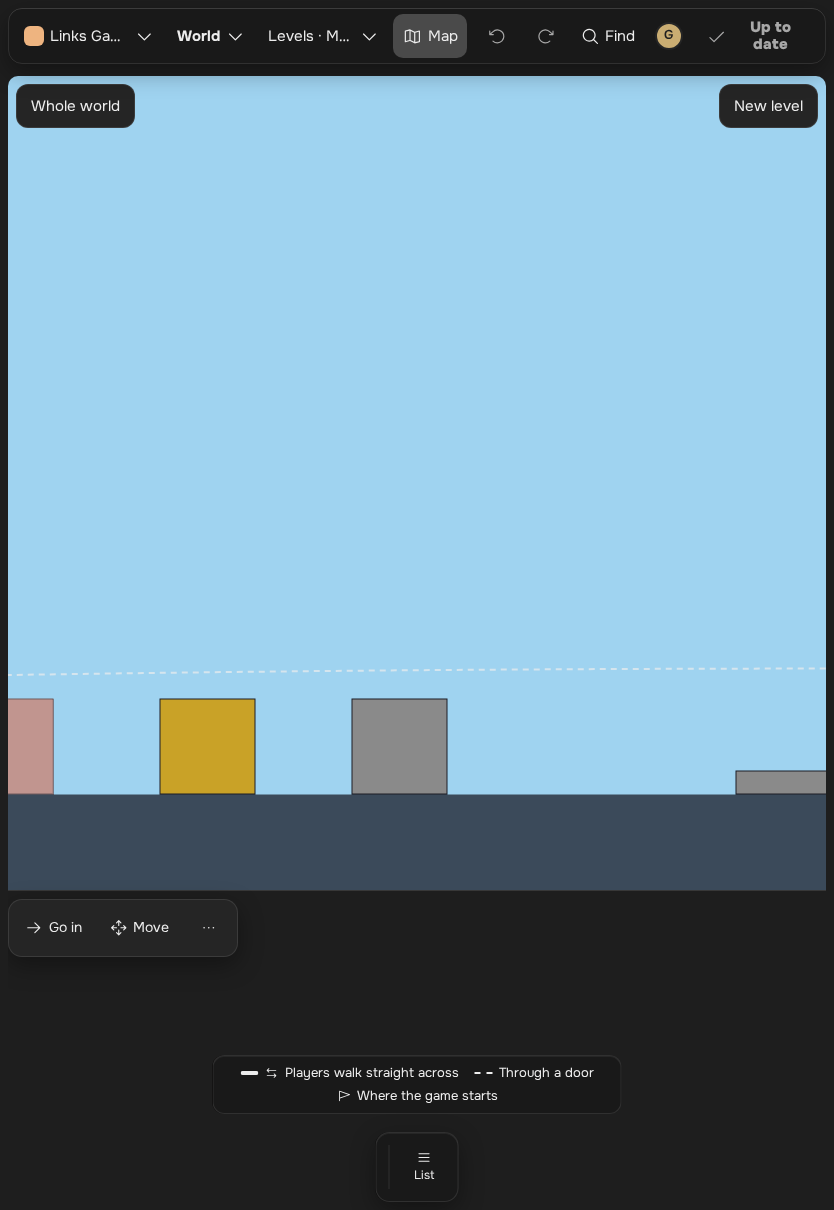 Links Ga...
World
Levels · M...
Map
Find
G
Up to
date
Whole world
New level
Go in
Move
Players walk straight across
Through a door
Where the game starts
List